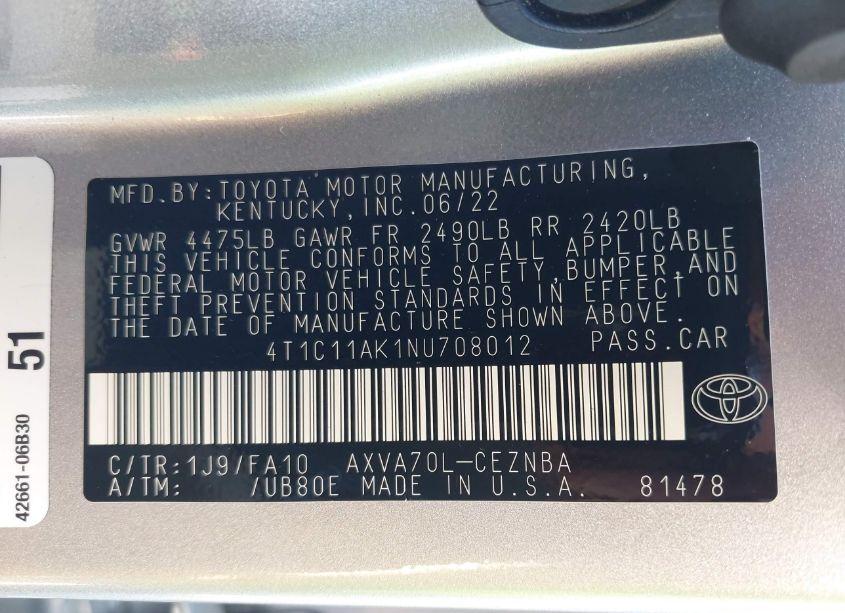 MFD.BY:TOYOTA MOTOR MANUFACTURING,
KENTUCKY,INC.06/22
GVWR 4475LB GAWR FR 2490LB RR 2420LB
THIS VEHICLE CONFORMS TO ALL APPLICABLE
FEDERAL MOTOR VEHICLE SAFETY,BUMPER,AND
THEFT PREVENTION STANDARDS IN EFFECT ON
THE DATE OF MANUFACTURE SHOWN ABOVE.
4T1C11AK1NU708012 PASS.CAR
C/TR:1J9/FA10 AXVA70L-CEZNBA
A/TM: /UB80E MADE IN U.S.A. 81478
51
42661-06B30